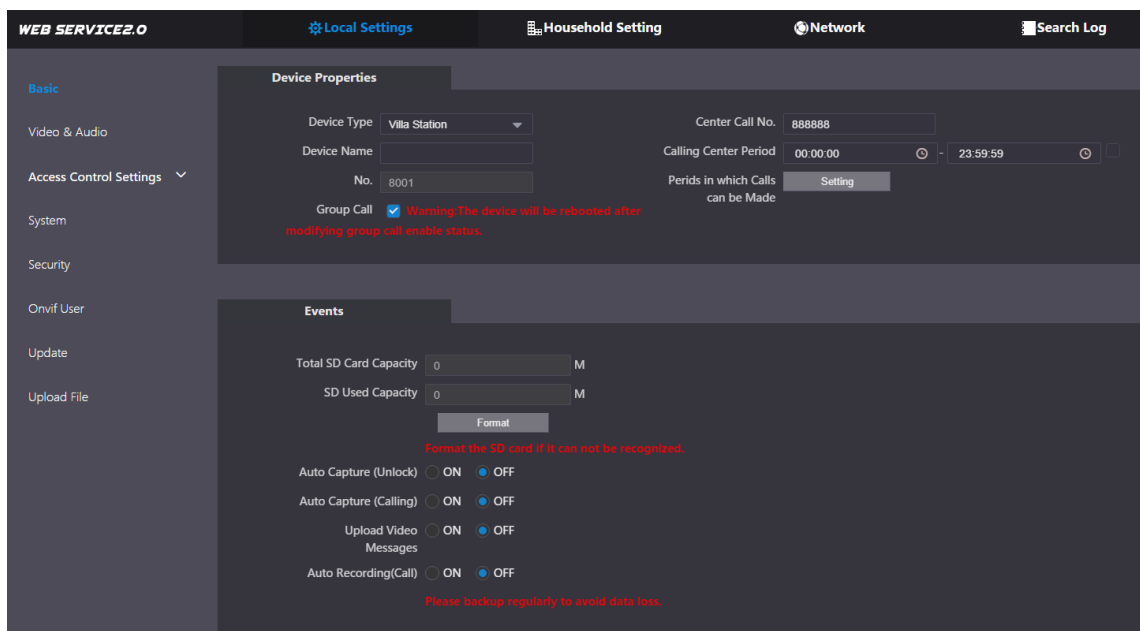 WEB SERVICE2.0
Local Settings
Household Setting
Network
Search Log
Basic
Video & Audio
Access Control Settings
System
Security
Onvif User
Update
Upload File
Device Properties
Device Type Villa Station
Device Name
No. 8001
Group Call Warning:The device will be rebooted after
modifying group call enable status.
Center Call No. 888888
Calling Center Period 00:00:00 - 23:59:59
Perids in which Calls Setting
can be Made
Events
Total SD Card Capacity 0 M
SD Used Capacity 0 M
Format
Format the SD card if it can not be recognized.
Auto Capture (Unlock) ON OFF
Auto Capture (Calling) ON OFF
Upload Video ON OFF
Messages
Auto Recording(Call) ON OFF
Please backup regularly to avoid data loss.